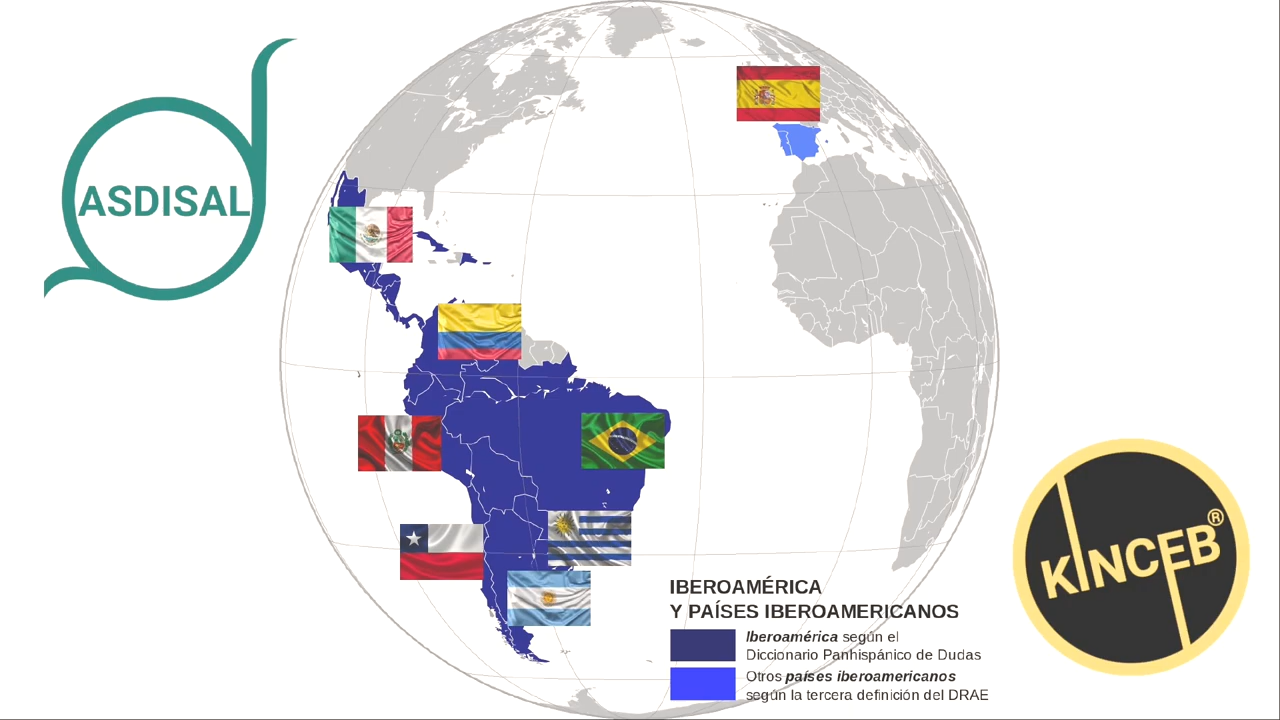 ASDISAL
IBEROAMÉRICA
Y PAÍSES IBEROAMERICANOS
Iberoamérica según el
Diccionario Panhispánico de Dudas
Otros países iberoamericanos
según la tercera definición del DRAE
KINCEB®